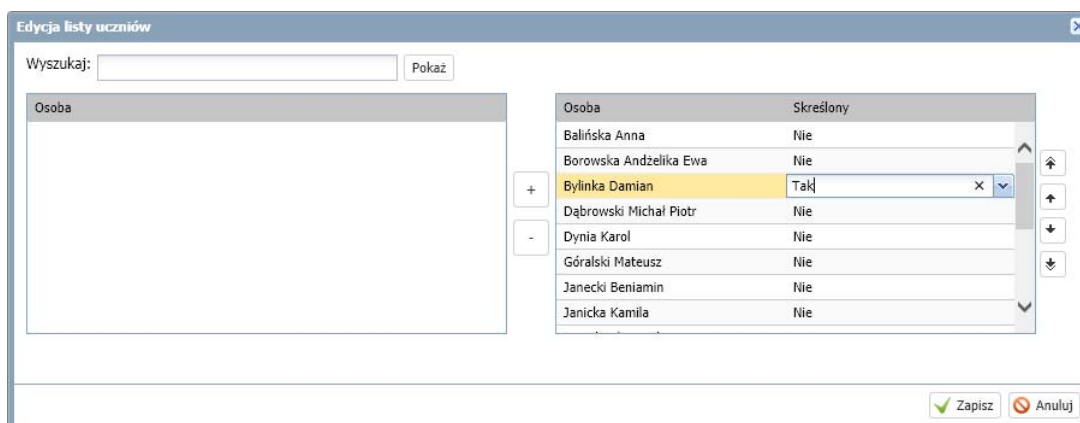 Edycja listy uczniów
Wyszukaj:
Pokaż
Osoba
Osoba Skreślony
Balińska Anna Nie
Borowska Andżelika Ewa Nie
+
Bylinka Damian Tak
Dąbrowski Michał Piotr Nie
-
Dynia Karol Nie
Góralski Mateusz Nie
Janecki Beniamin Nie
Janicka Kamila Nie
Zapisz
Anuluj